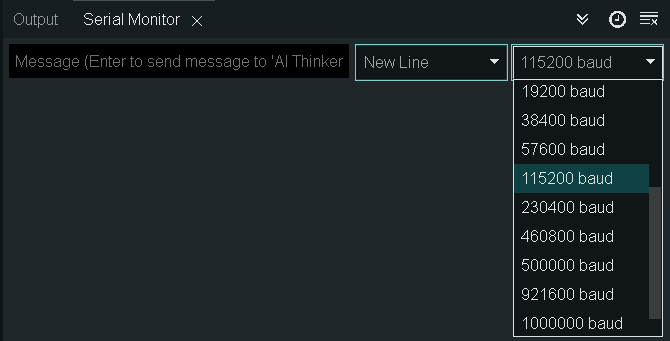 Output Serial Monitor
Message (Enter to send message to 'AI Thinker New Line 115200 baud
19200 baud
38400 baud
57600 baud
115200 baud
230400 baud
460800 baud
500000 baud
921600 baud
1000000 baud